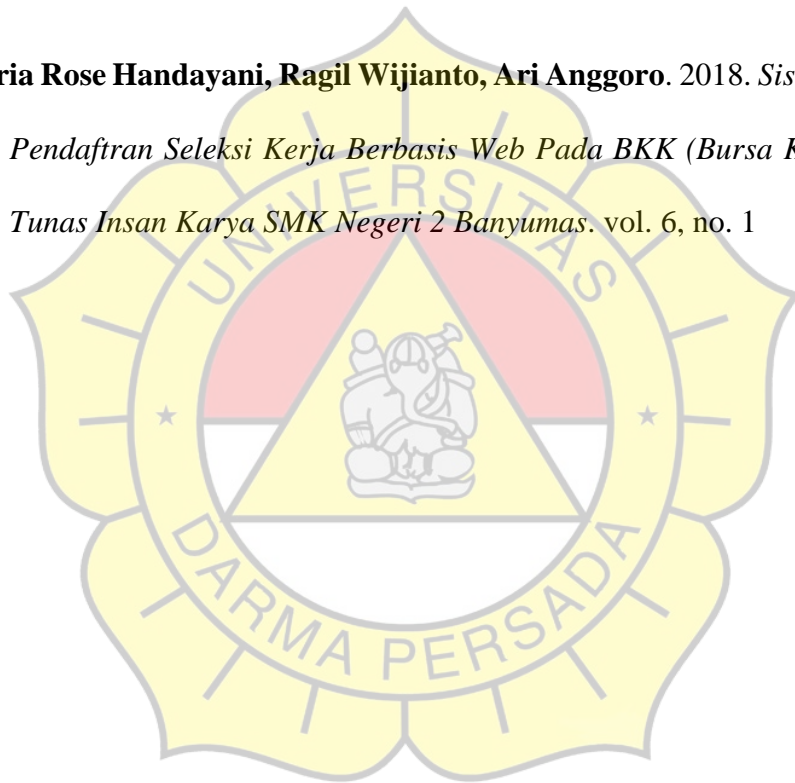 ria Rose Handayani, Ragil Wijianto, Ari Anggoro. 2018. Sis
Pendaftran Seleksi Kerja Berbasis Web Pada BKK (Bursa K
Tunas Insan Karya SMK Negeri 2 Banyumas. vol. 6, no. 1
UNIVERSITAS
DARMA PERSADA